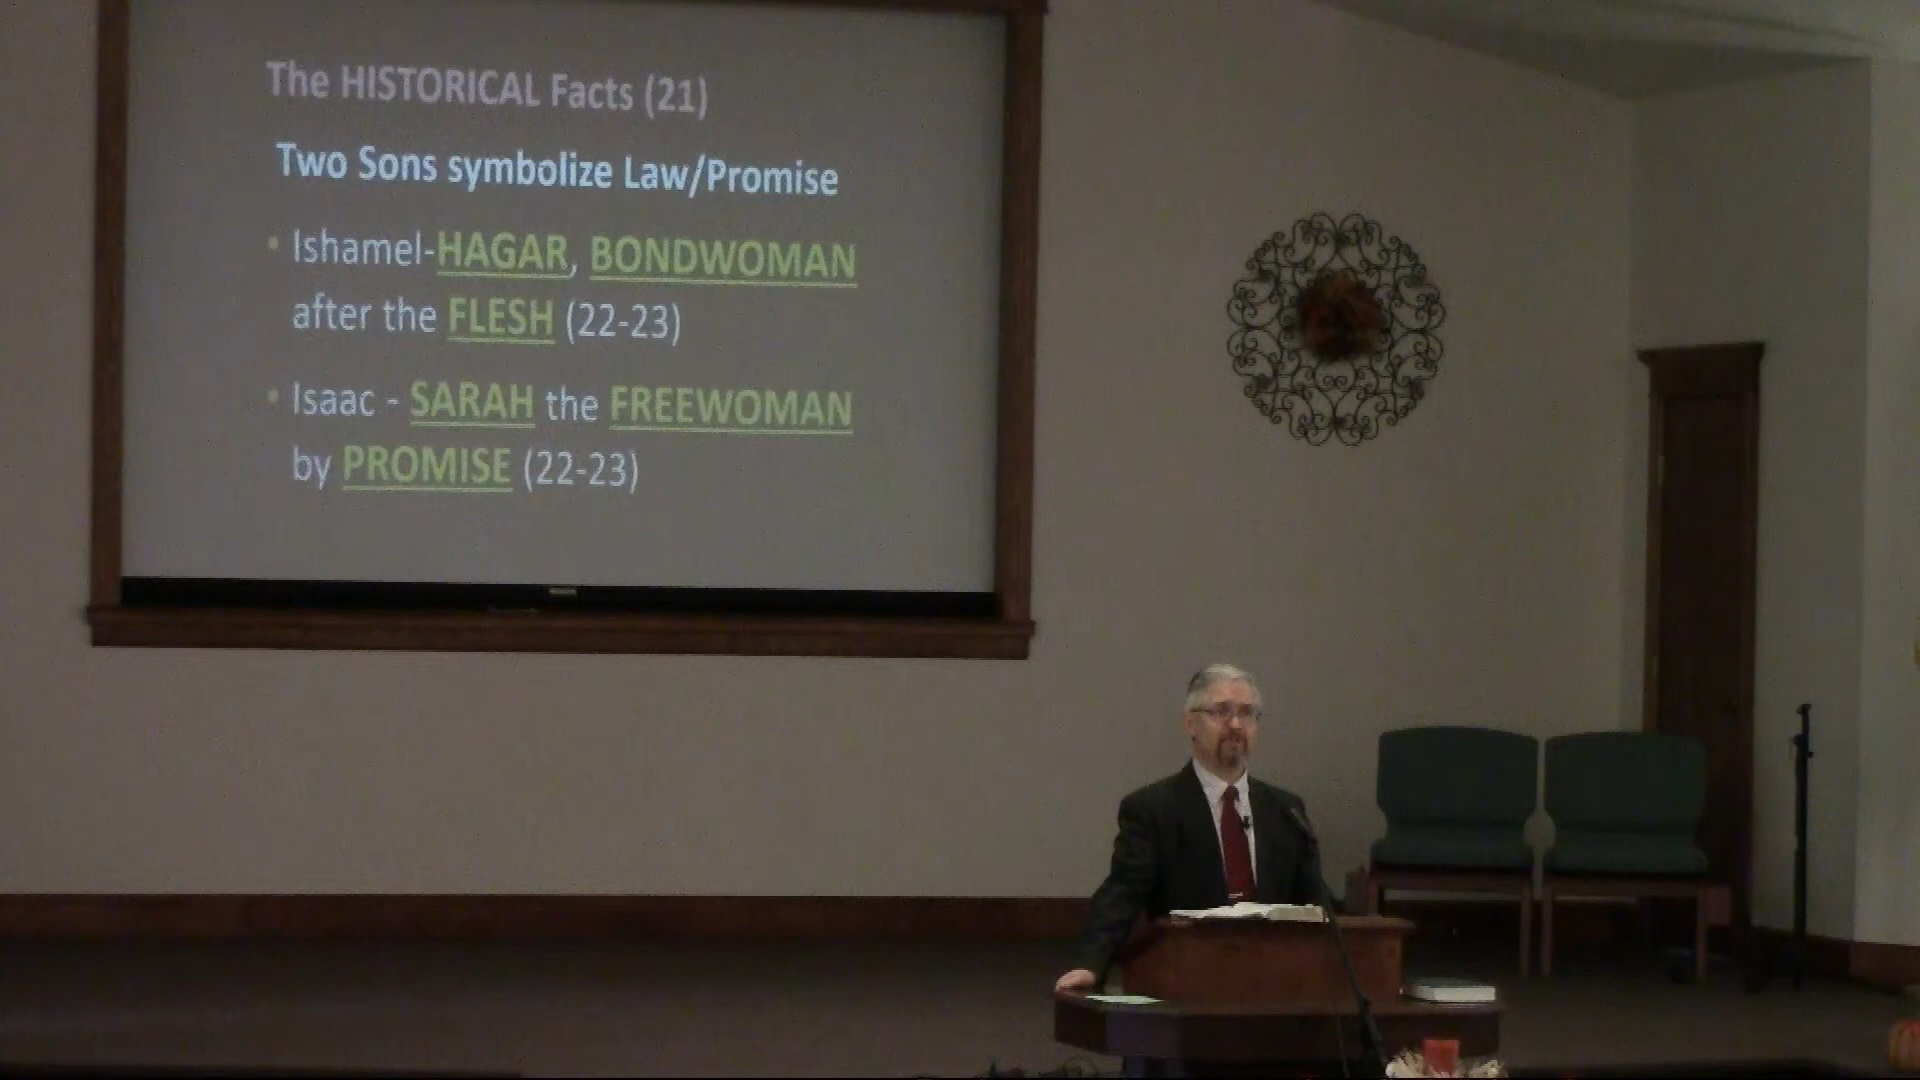 The HISTORICAL Facts (21)
Two Sons symbolize Law/Promise
• Ishamel-HAGAR, BONDWOMAN
after the FLESH (22-23)
• Isaac - SARAH the FREEWOMAN
by PROMISE (22-23)